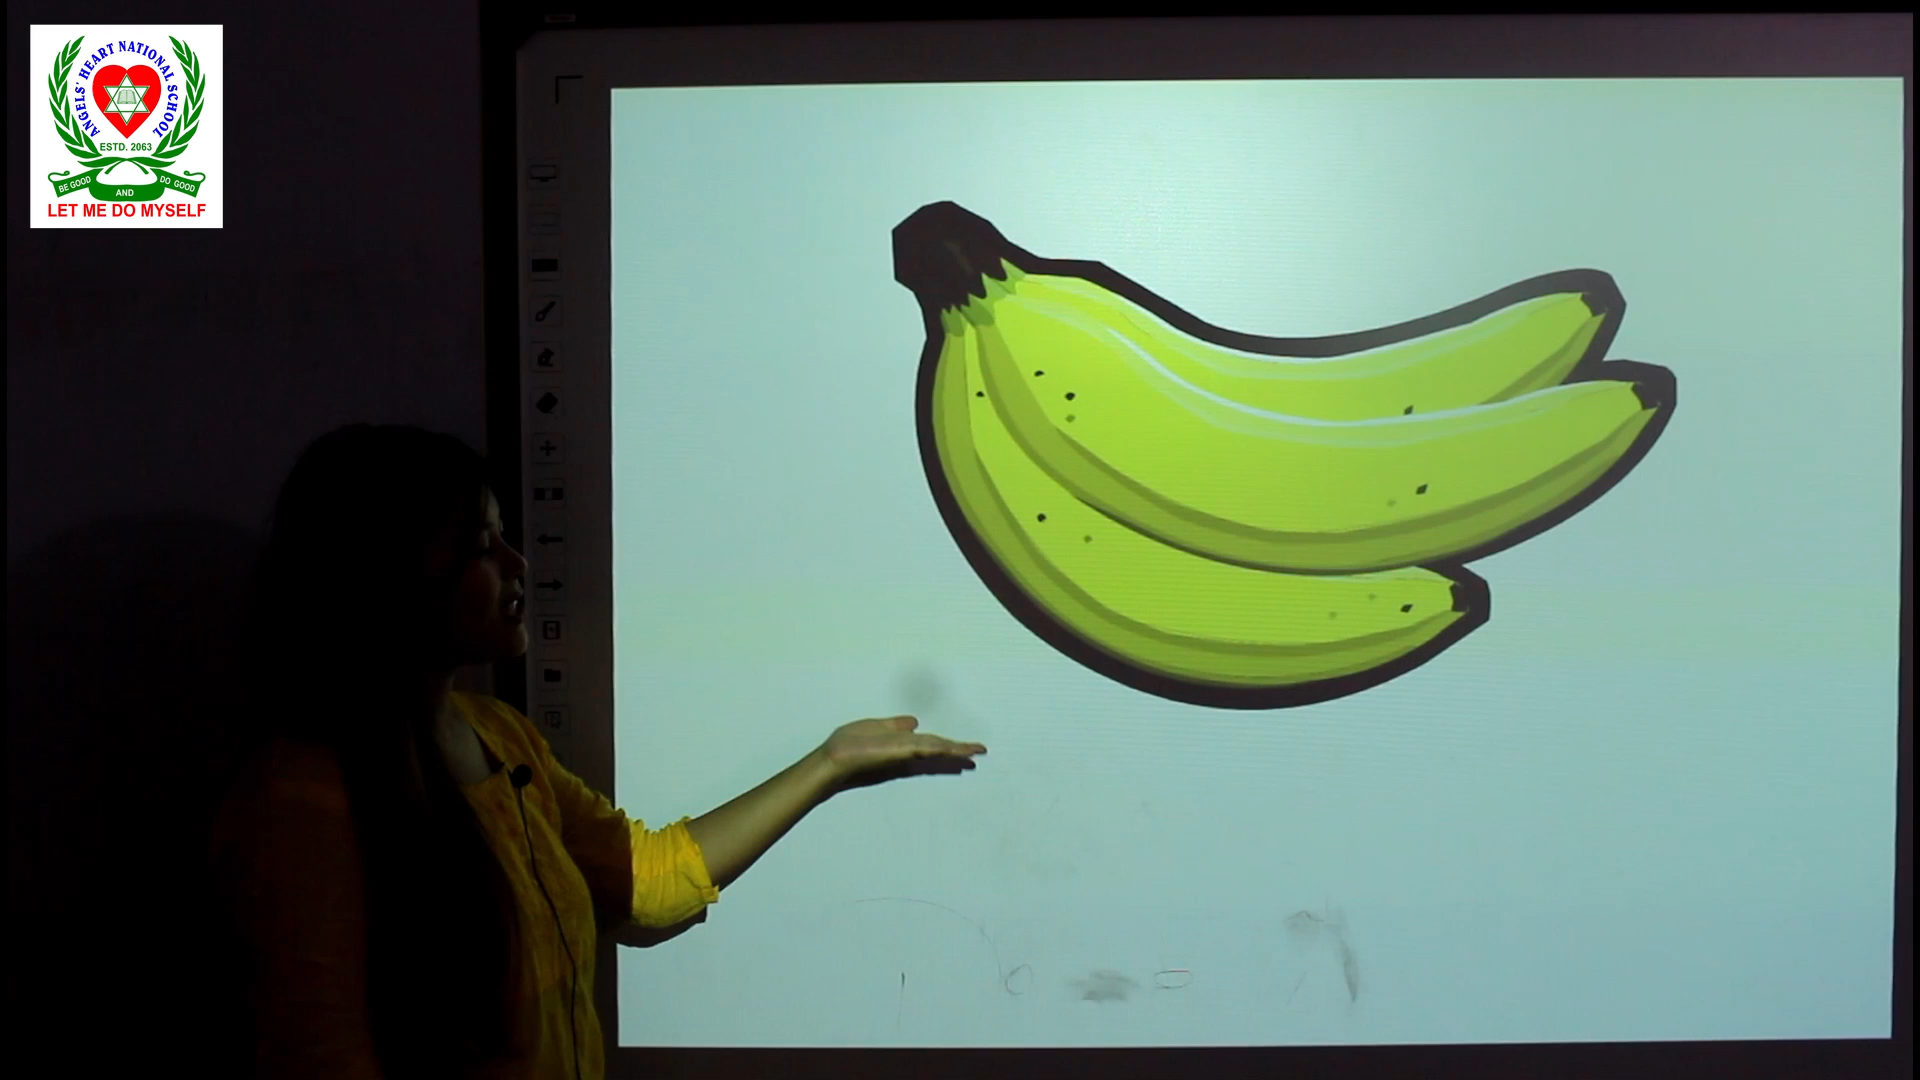 ANGELS' HEART NATIONAL SCHOOL
ESTD. 2063
BE GOOD AND DO GOOD
LET ME DO MYSELF